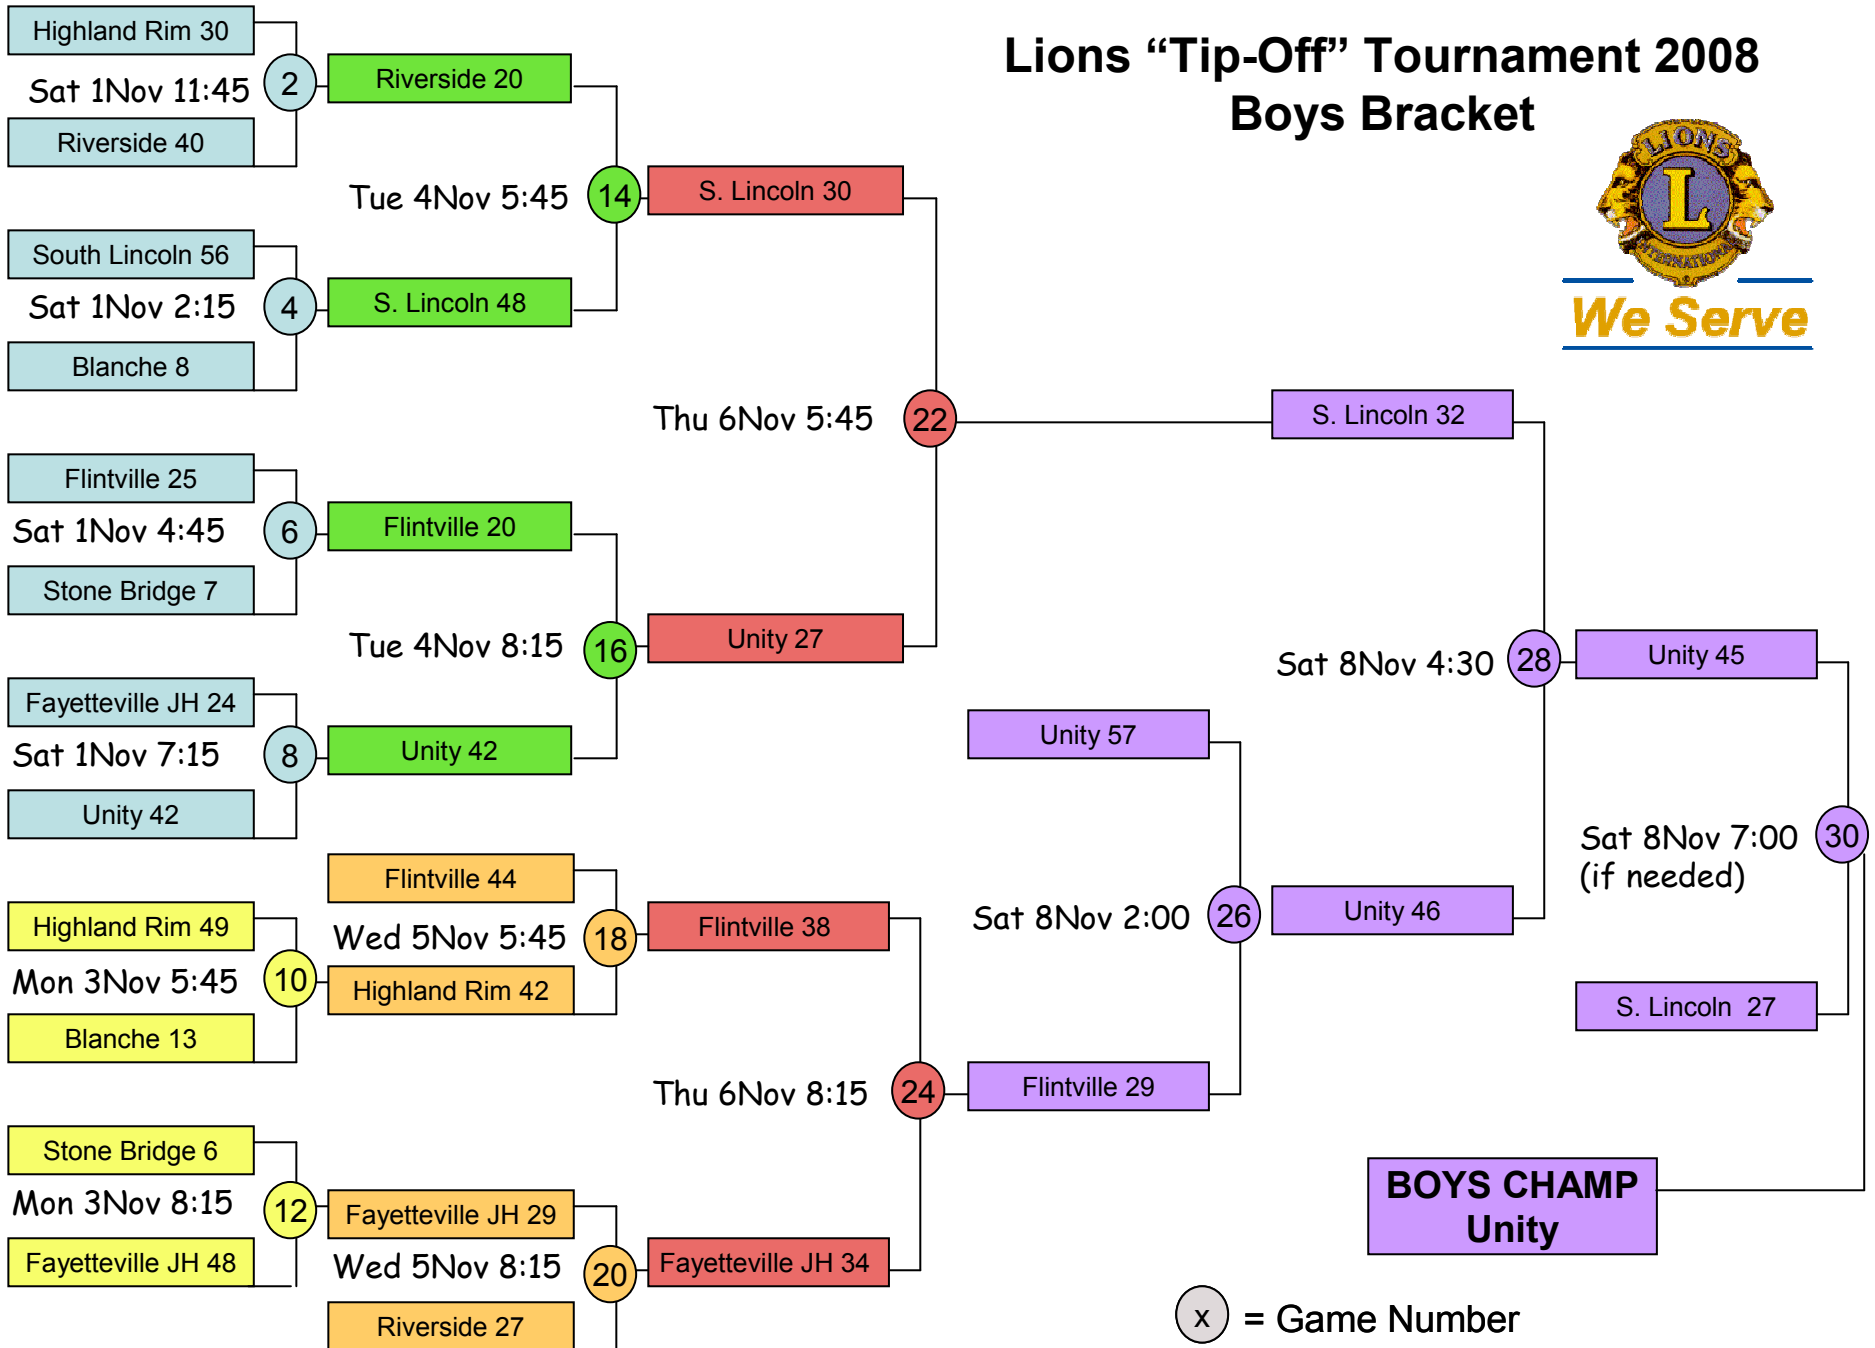 Lions “Tip-Off” Tournament 2008
Boys Bracket
LIONS
L
INTERNATIONAL
We Serve
Highland Rim 30
Sat 1Nov 11:45
2
Riverside 40
Riverside 20
Tue 4Nov 5:45
14
S. Lincoln 30
South Lincoln 56
Sat 1Nov 2:15
4
Blanche 8
S. Lincoln 48
Thu 6Nov 5:45
22
S. Lincoln 32
Flintville 25
Sat 1Nov 4:45
6
Stone Bridge 7
Flintville 20
Tue 4Nov 8:15
16
Unity 27
Fayetteville JH 24
Sat 1Nov 7:15
8
Unity 42
Unity 42
Sat 8Nov 4:30
28
Unity 45
Unity 57
Sat 8Nov 2:00
26
Unity 46
Sat 8Nov 7:00
(if needed)
30
S. Lincoln 27
Flintville 44
Wed 5Nov 5:45
18
Highland Rim 42
Flintville 38
Highland Rim 49
Mon 3Nov 5:45
10
Blanche 13
Thu 6Nov 8:15
24
Flintville 29
Stone Bridge 6
Mon 3Nov 8:15
12
Fayetteville JH 48
Fayetteville JH 29
Wed 5Nov 8:15
20
Riverside 27
Fayetteville JH 34
BOYS CHAMP
Unity
x = Game Number